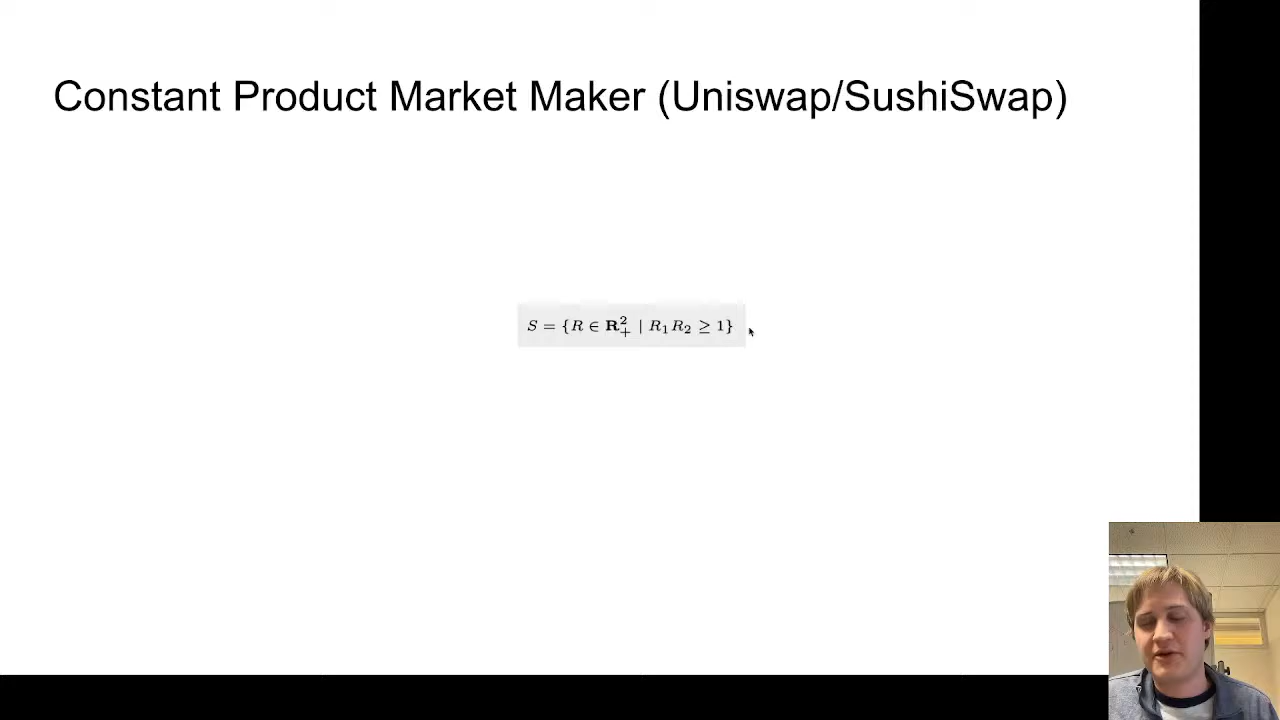 Constant Product Market Maker (Uniswap/SushiSwap)
S = {R ∈ R²₊ | R₁R₂ ≥ 1}